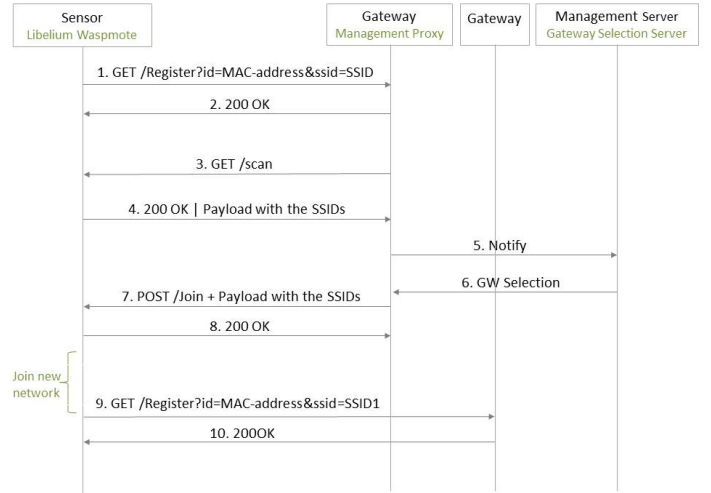 Sensor
Libelium Waspmote
Gateway
Management Proxy
Gateway
Management Server
Gateway Selection Server
1. GET /Register?id=MAC-address&ssid=SSID
2. 200 OK
3. GET /scan
4. 200 OK | Payload with the SSIDs
5. Notify
6. GW Selection
7. POST /Join + Payload with the SSIDs
8. 200 OK
Join new
network
9. GET /Register?id=MAC-address&ssid=SSID1
10. 200OK